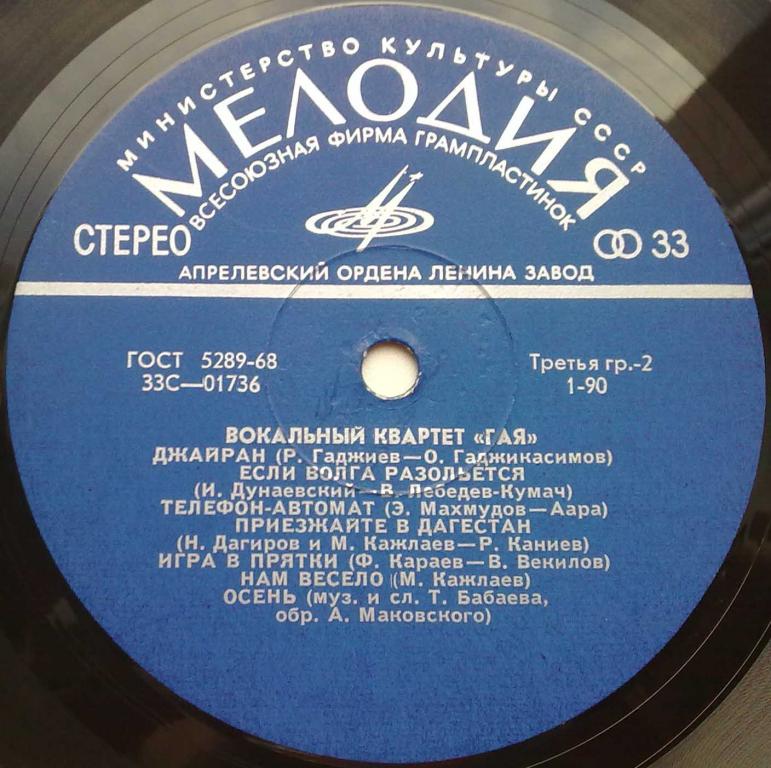 МИНИСТЕРСТВО КУЛЬТУРЫ СССР
МЕЛОДИЯ
ВСЕСОЮЗНАЯ ФИРМА ГРАМПЛАСТИНОК
СТЕРЕО
33
АПРЕЛЕВСКИЙ ОРДЕНА ЛЕНИНА ЗАВОД
ГОСТ 5289-68
Третья гр.-2
33С—01736
1-90
ВОКАЛЬНЫЙ КВАРТЕТ «ГАЯ»
ДЖАЙРАН (Р. Гаджиев—О. Гаджикасимов)
ЕСЛИ ВОЛГА РАЗОЛЬЕТСЯ
(И. Дунаевский—В. Лебедев-Кумач)
ТЕЛЕФОН-АВТОМАТ (Э. Махмудов—Аара)
ПРИЕЗЖАЙТЕ В ДАГЕСТАН
(Н. Дагиров и М. Кажлаев—Р. Каниев)
ИГРА В ПРЯТКИ (Ф. Караев—В. Векилов)
НАМ ВЕСЕЛО (М. Кажлаев)
ОСЕНЬ (муз. и сл. Т. Бабаева,
обр. А. Маковского)